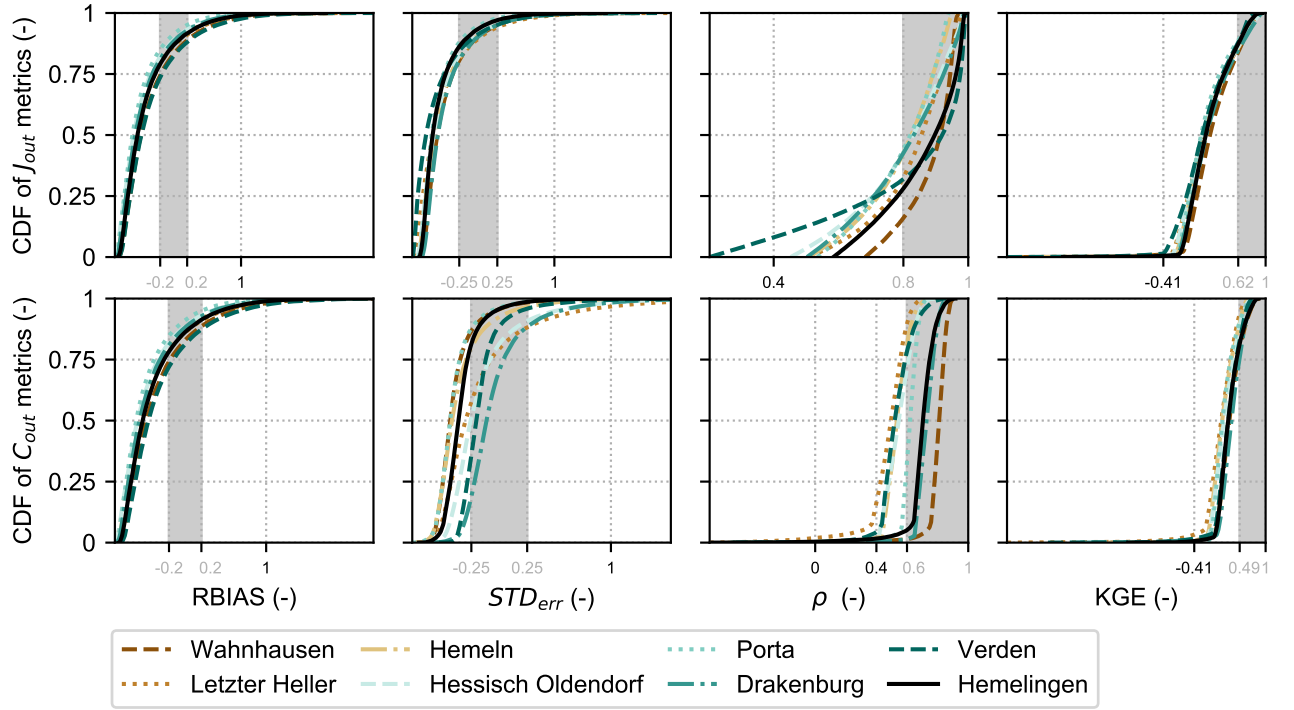 CDF of J_out metrics (-)
1
0.75
0.5
0.25
0
-0.2 0.2 1
-0.25 0.25 1
0.4 0.8 1
-0.41 0.62 1
CDF of C_out metrics (-)
1
0.75
0.5
0.25
0
-0.2 0.2 1
-0.25 0.25 1
0 0.4 0.6 1
-0.41 0.49 1
RBIAS (-)
STD_err (-)
ρ (-)
KGE (-)
Wahnhausen Hemeln Porta Verden
Letzter Heller Hessisch Oldendorf Drakenburg Hemelingen